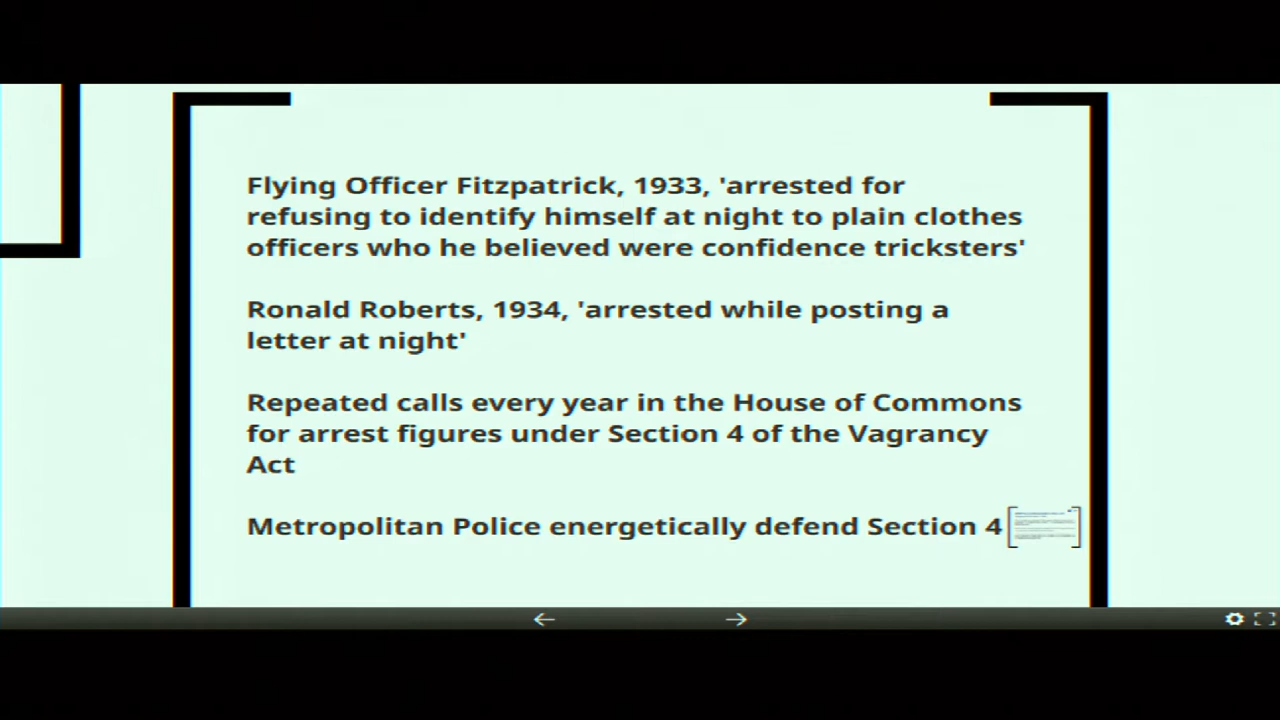 Flying Officer Fitzpatrick, 1933, 'arrested for
refusing to identify himself at night to plain clothes
officers who he believed were confidence tricksters'
Ronald Roberts, 1934, 'arrested while posting a
letter at night'
Repeated calls every year in the House of Commons
for arrest figures under Section 4 of the Vagrancy
Act
Metropolitan Police energetically defend Section 4